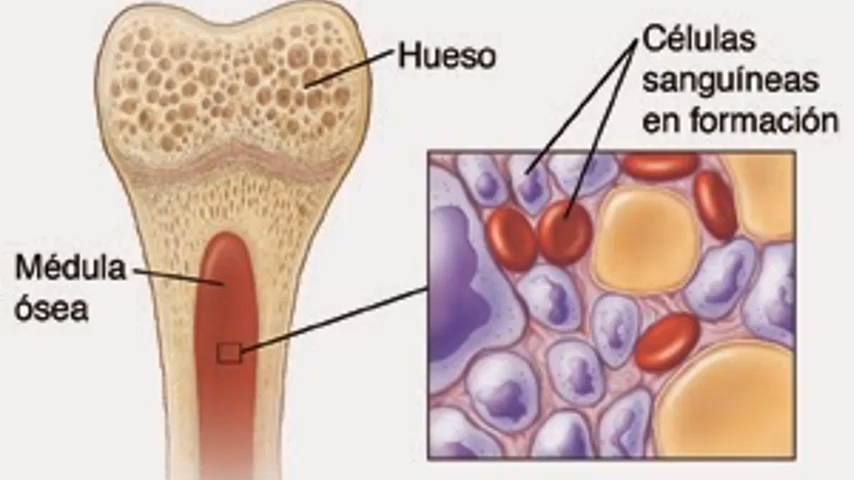 Hueso
Células
sanguíneas
en formación
Médula
ósea